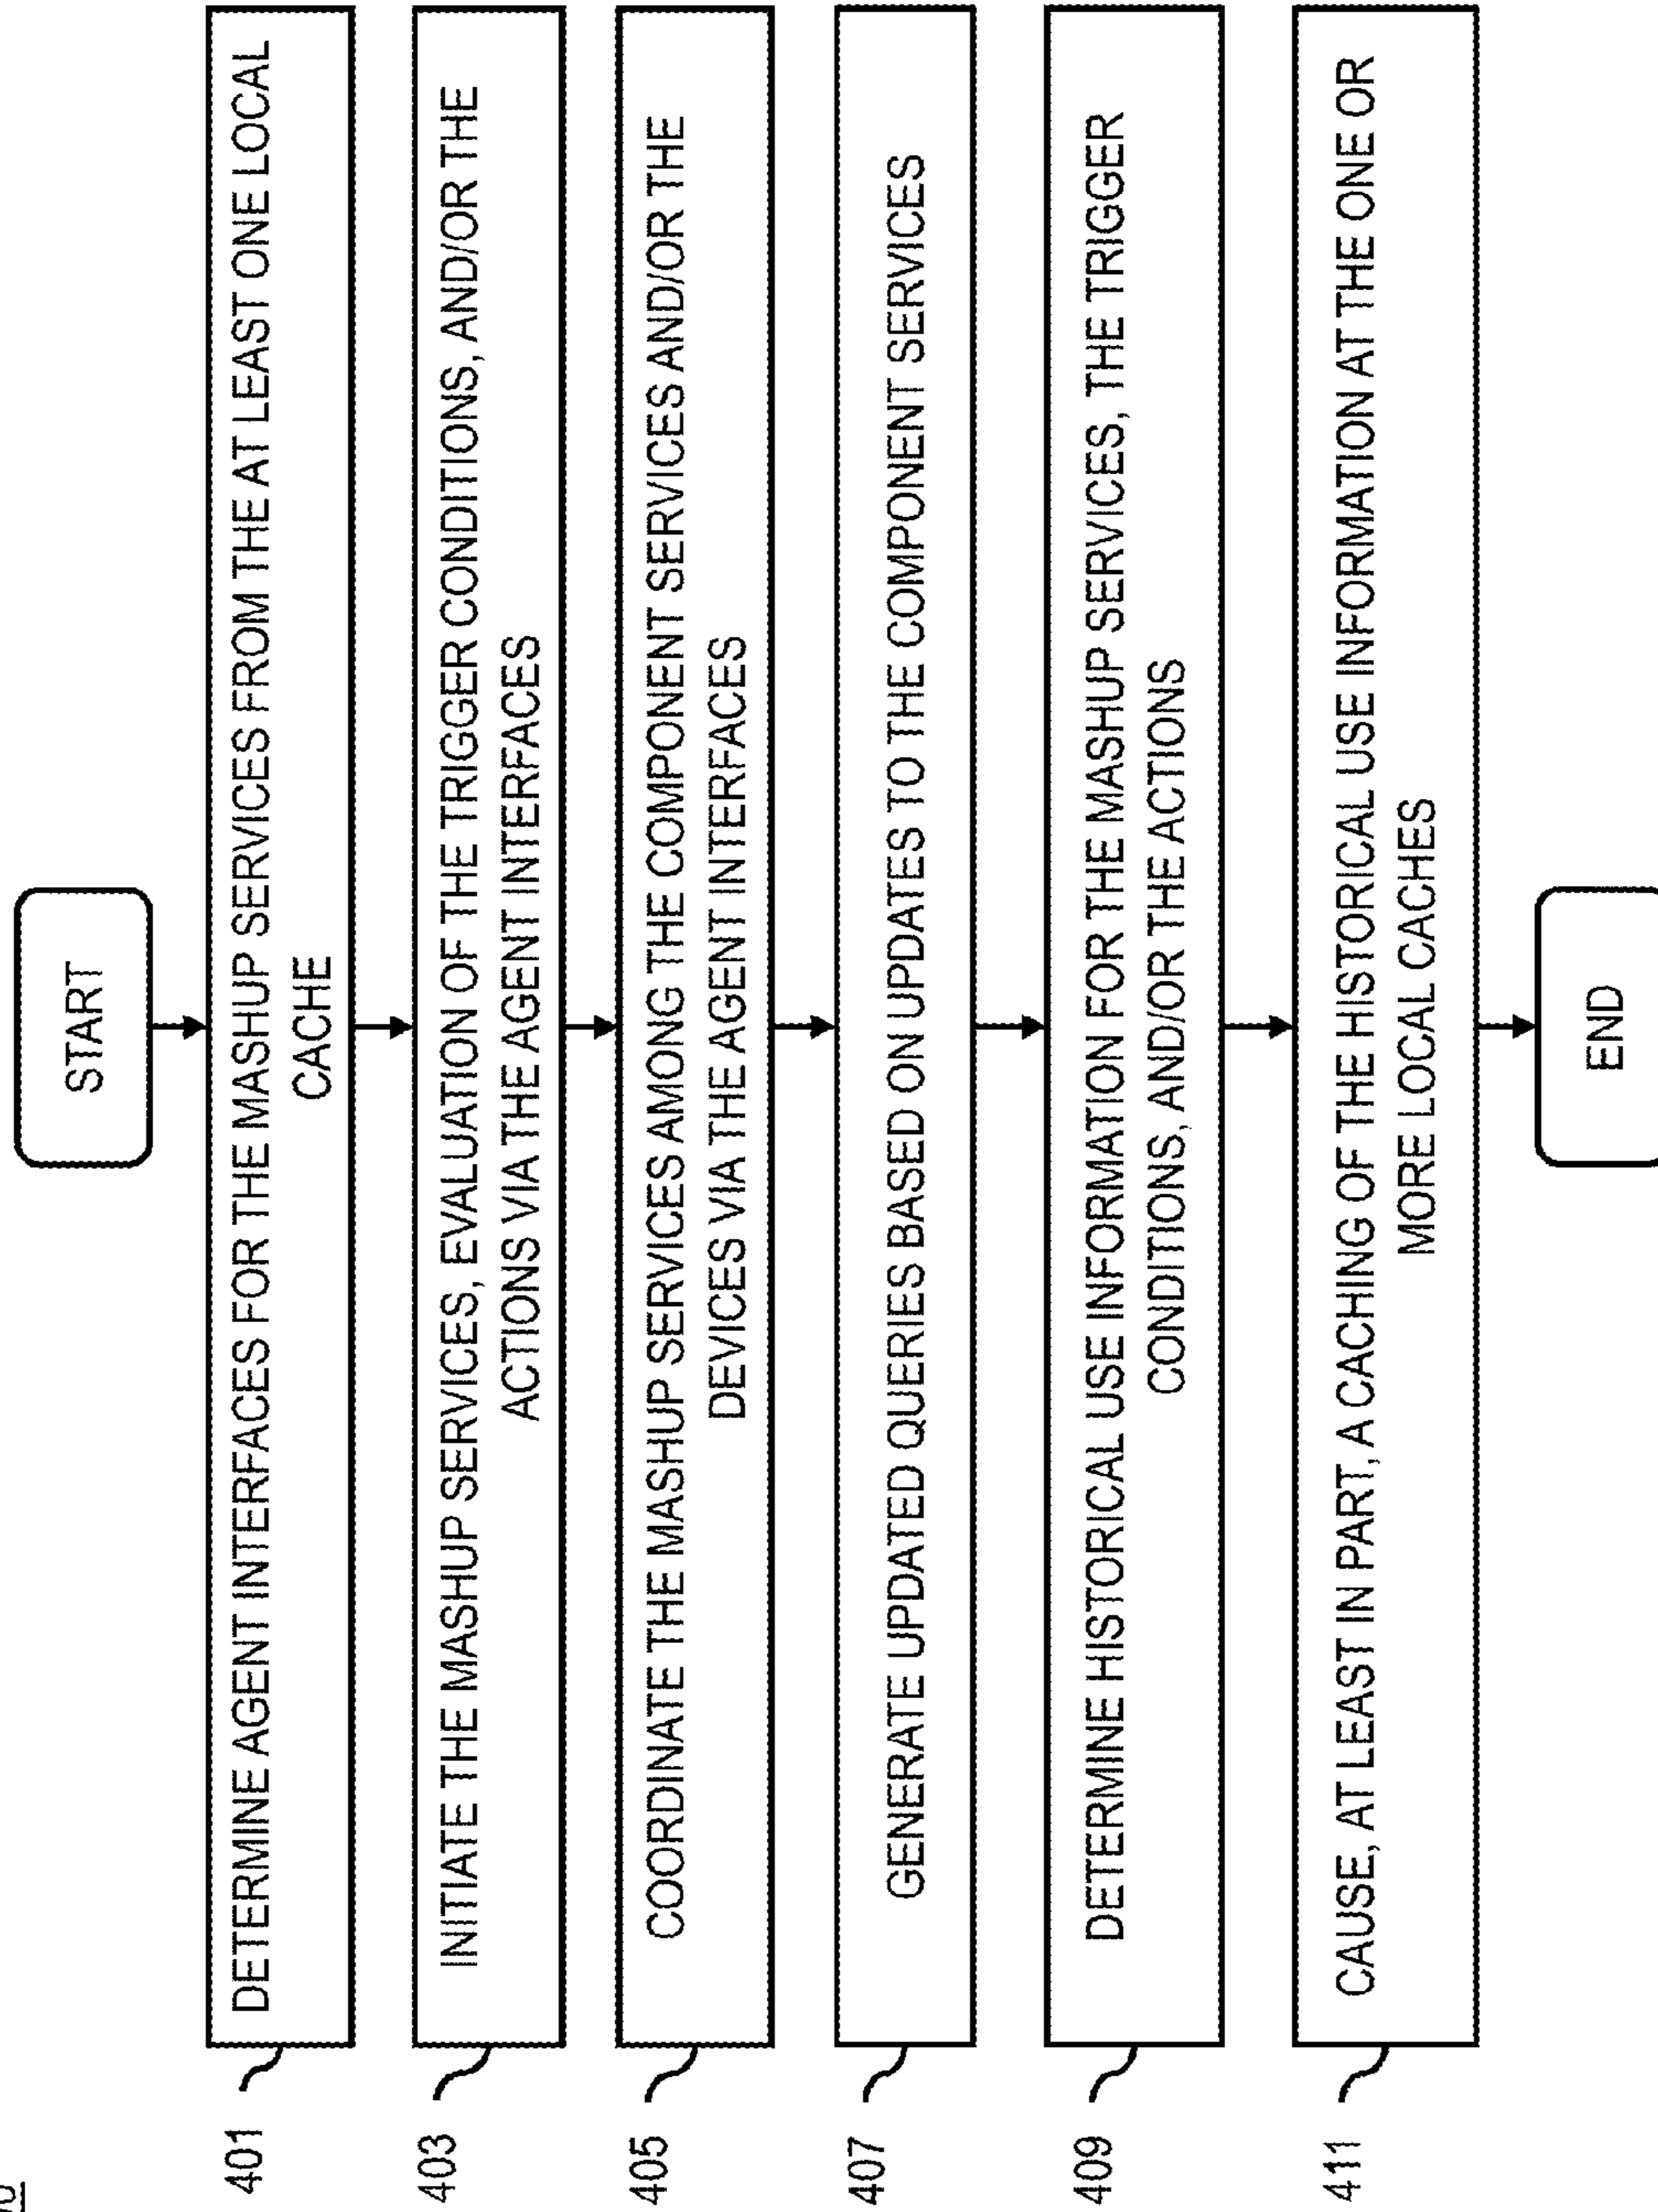 START
401
DETERMINE AGENT INTERFACES FOR THE MASHUP SERVICES FROM THE AT LEAST ONE LOCAL
CACHE
403
INITIATE THE MASHUP SERVICES, EVALUATION OF THE TRIGGER CONDITIONS, AND/OR THE
ACTIONS VIA THE AGENT INTERFACES
405
COORDINATE THE MASHUP SERVICES AMONG THE COMPONENT SERVICES AND/OR THE
DEVICES VIA THE AGENT INTERFACES
407
GENERATE UPDATED QUERIES BASED ON UPDATES TO THE COMPONENT SERVICES
409
DETERMINE HISTORICAL USE INFORMATION FOR THE MASHUP SERVICES, THE TRIGGER
CONDITIONS, AND/OR THE ACTIONS
411
CAUSE, AT LEAST IN PART, A CACHING OF THE HISTORICAL USE INFORMATION AT THE ONE OR
MORE LOCAL CACHES
END